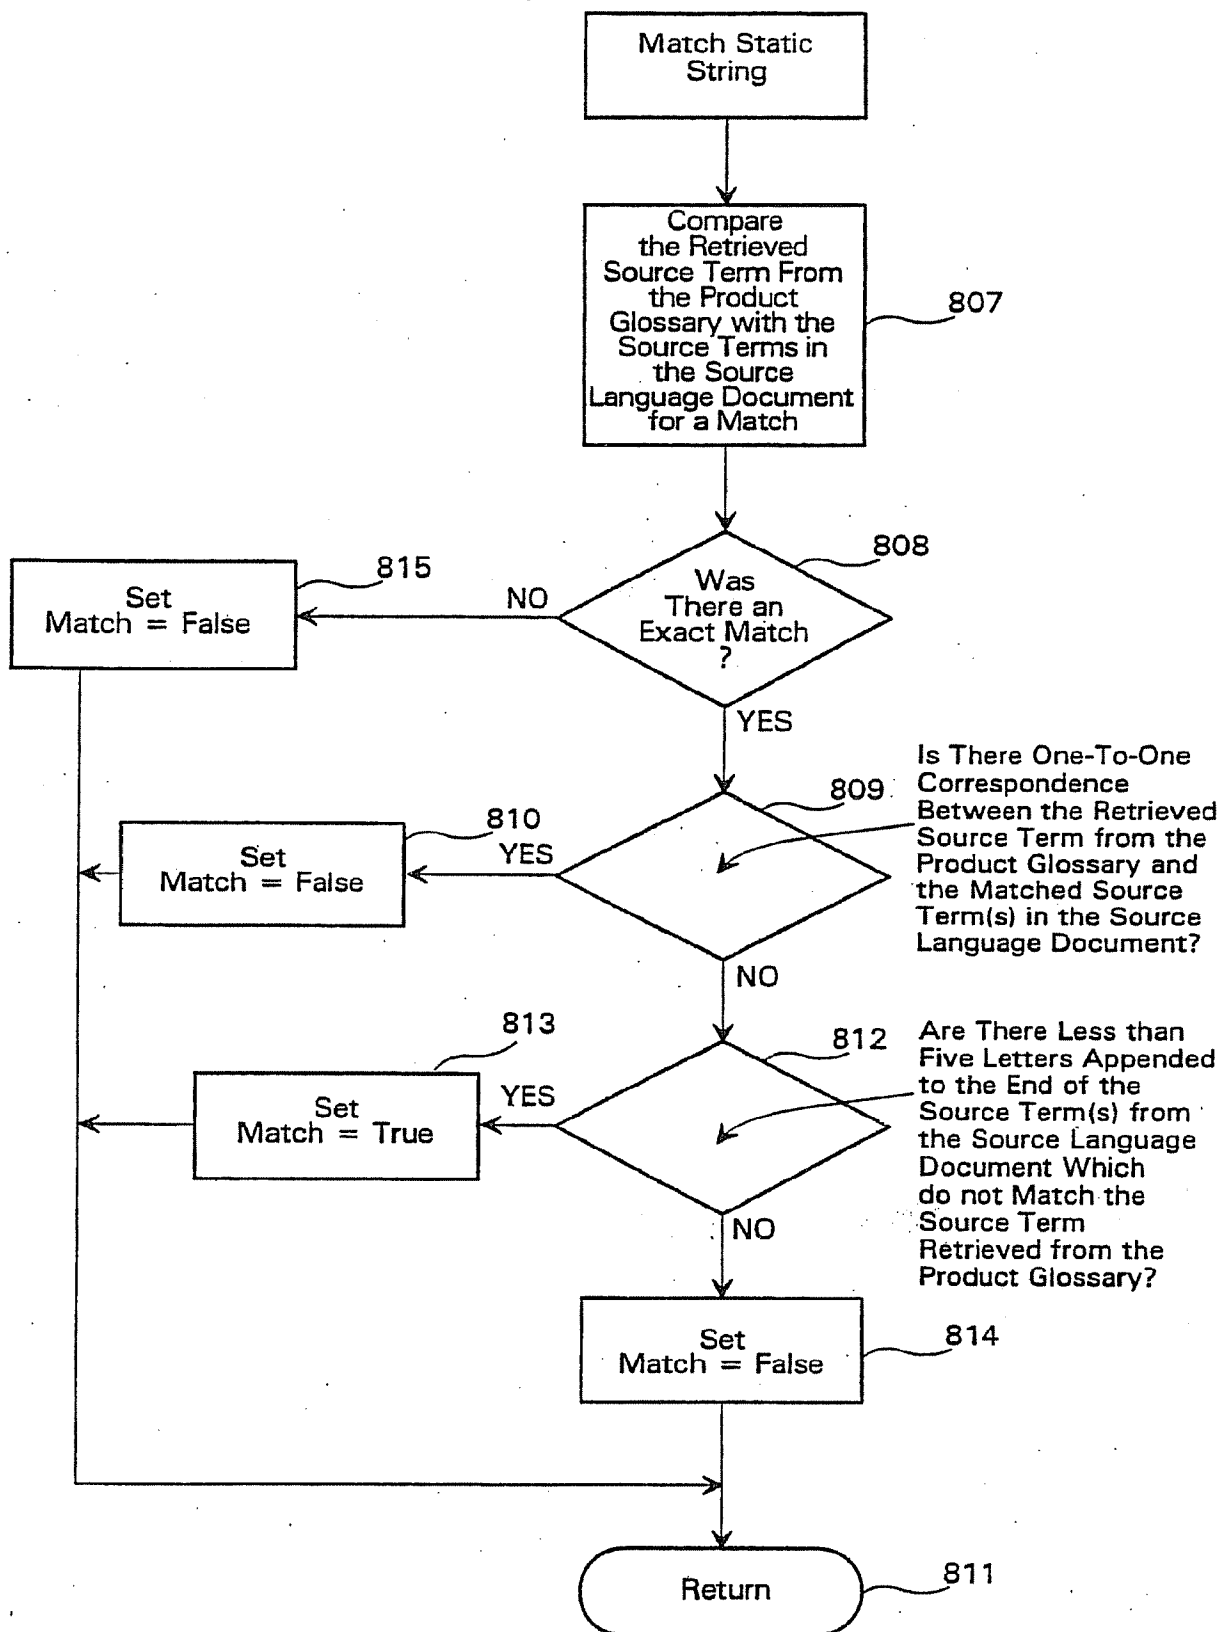 Match Static
String
Compare
the Retrieved
Source Term From
the Product
Glossary with the
Source Terms in
the Source
Language Document
for a Match
807
808
Was
There an
Exact Match
?
NO
815
Set
Match = False
YES
809
Is There One-To-One
Correspondence
Between the Retrieved
Source Term from the
Product Glossary and
the Matched Source
Term(s) in the Source
Language Document?
YES
810
Set
Match = False
NO
812
Are There Less than
Five Letters Appended
to the End of the
Source Term(s) from
the Source Language
Document Which
do not Match the
Source Term
Retrieved from the
Product Glossary?
YES
813
Set
Match = True
NO
Set
Match = False
814
Return
811